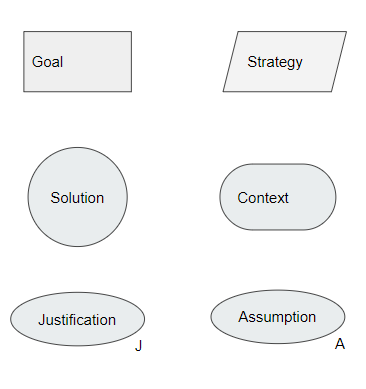 Goal
Strategy
Solution
Context
Justification
J
Assumption
A